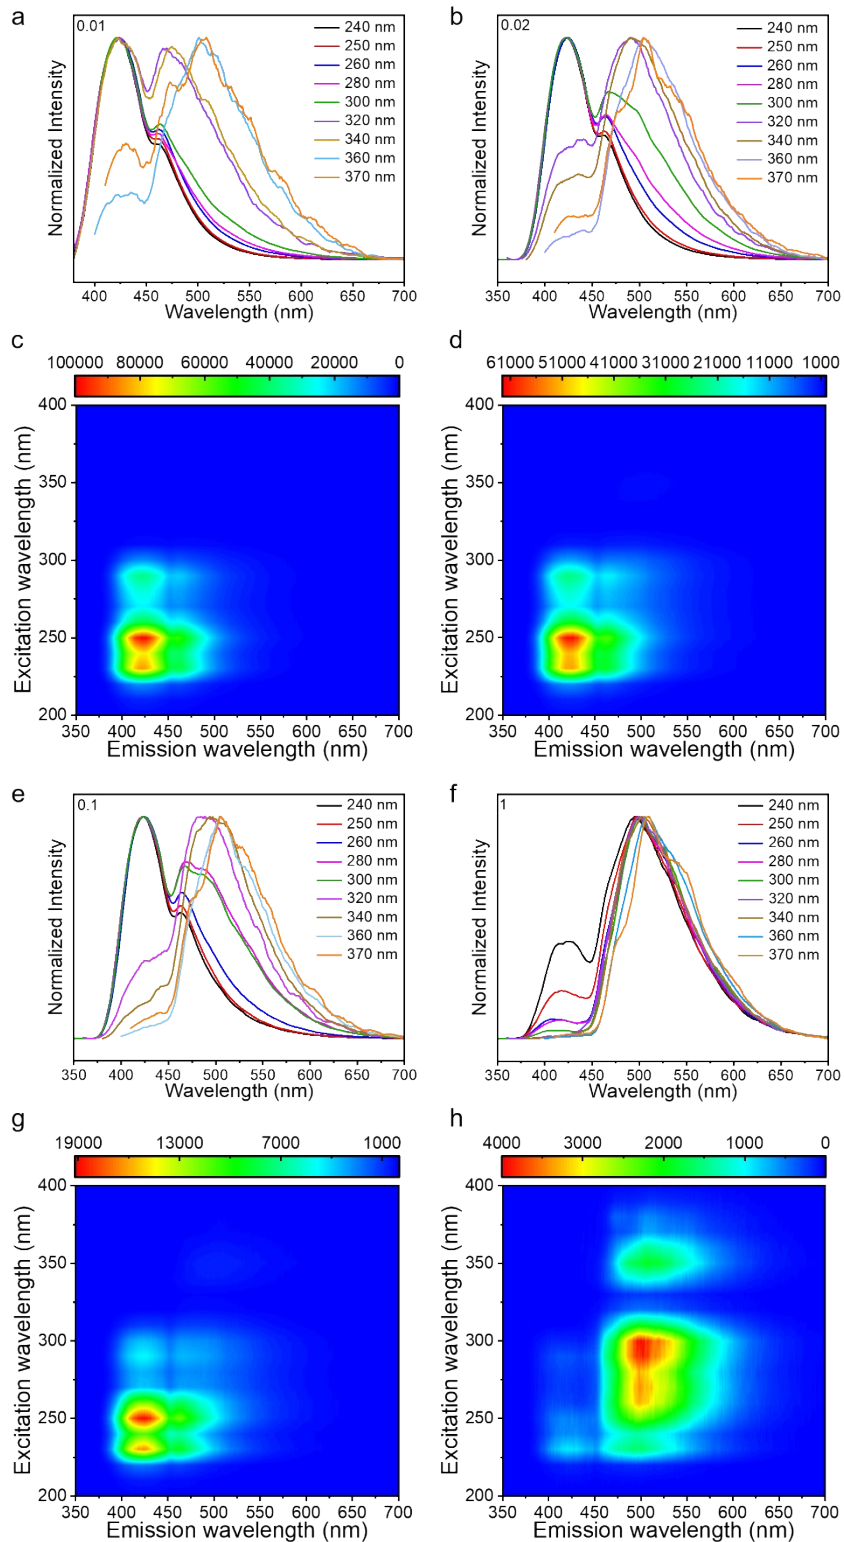 a
0.01
240 nm
250 nm
260 nm
280 nm
300 nm
320 nm
340 nm
360 nm
370 nm
Normalized Intensity
400 450 500 550 600 650 700
Wavelength (nm)
b
0.02
240 nm
250 nm
260 nm
280 nm
300 nm
320 nm
340 nm
360 nm
370 nm
Normalized Intensity
350 400 450 500 550 600 650 700
Wavelength (nm)
c
100000 80000 60000 40000 20000 0
400
350
300
250
200
Excitation wavelength (nm)
350 400 450 500 550 600 650 700
Emission wavelength (nm)
d
61000 51000 41000 31000 21000 11000 1000
400
350
300
250
200
Excitation wavelength (nm)
350 400 450 500 550 600 650 700
Emission wavelength (nm)
e
0.1
240 nm
250 nm
260 nm
280 nm
300 nm
320 nm
340 nm
360 nm
370 nm
Normalized Intensity
350 400 450 500 550 600 650 700
Wavelength (nm)
f
1
240 nm
250 nm
260 nm
280 nm
300 nm
320 nm
340 nm
360 nm
370 nm
Normalized Intensity
350 400 450 500 550 600 650 700
Wavelength (nm)
g
19000 13000 7000 1000
400
350
300
250
200
Excitation wavelength (nm)
350 400 450 500 550 600 650 700
Emission wavelength (nm)
h
4000 3000 2000 1000 0
400
350
300
250
200
Excitation wavelength (nm)
350 400 450 500 550 600 650 700
Emission wavelength (nm)